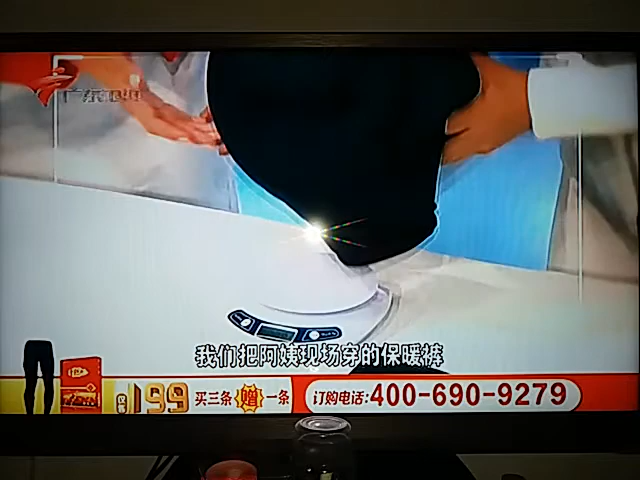 广东卫视
我们把阿姨现场穿的保暖裤
仅售 199 买三条 赠 一条 订购电话:400-690-9279